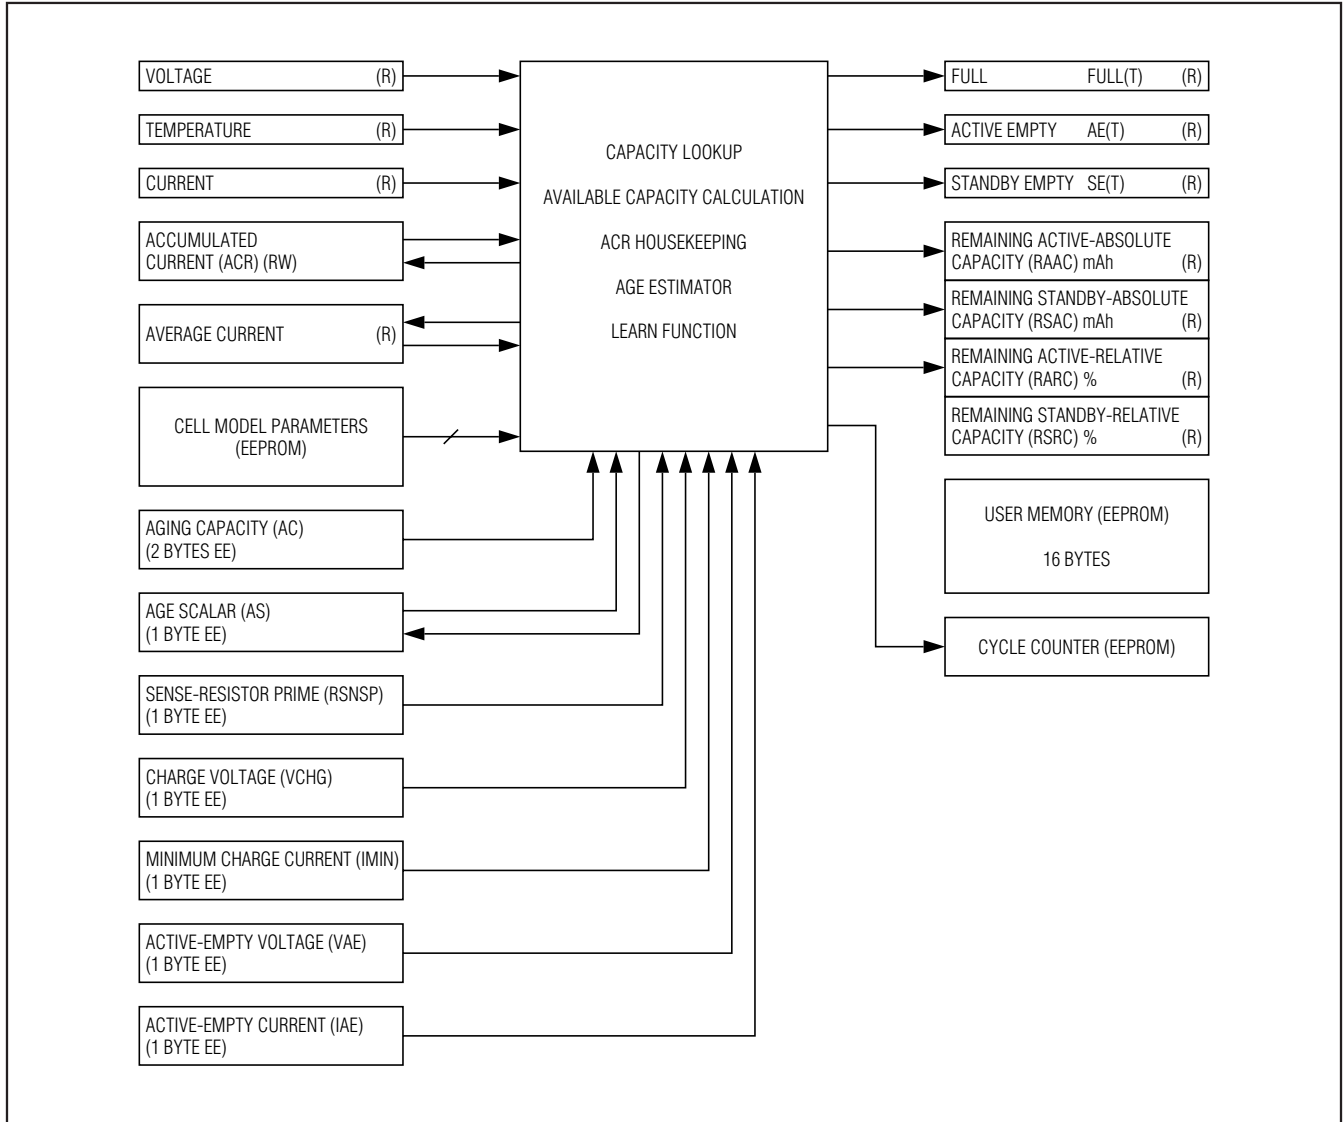 VOLTAGE (R)
TEMPERATURE (R)
CURRENT (R)
ACCUMULATED
CURRENT (ACR) (RW)
AVERAGE CURRENT (R)
CELL MODEL PARAMETERS
(EEPROM)
AGING CAPACITY (AC)
(2 BYTES EE)
AGE SCALAR (AS)
(1 BYTE EE)
SENSE-RESISTOR PRIME (RSNSP)
(1 BYTE EE)
CHARGE VOLTAGE (VCHG)
(1 BYTE EE)
MINIMUM CHARGE CURRENT (IMIN)
(1 BYTE EE)
ACTIVE-EMPTY VOLTAGE (VAE)
(1 BYTE EE)
ACTIVE-EMPTY CURRENT (IAE)
(1 BYTE EE)
CAPACITY LOOKUP
AVAILABLE CAPACITY CALCULATION
ACR HOUSEKEEPING
AGE ESTIMATOR
LEARN FUNCTION
FULL FULL(T) (R)
ACTIVE EMPTY AE(T) (R)
STANDBY EMPTY SE(T) (R)
REMAINING ACTIVE-ABSOLUTE
CAPACITY (RAAC) mAh (R)
REMAINING STANDBY-ABSOLUTE
CAPACITY (RSAC) mAh (R)
REMAINING ACTIVE-RELATIVE
CAPACITY (RARC) % (R)
REMAINING STANDBY-RELATIVE
CAPACITY (RSRC) % (R)
USER MEMORY (EEPROM)
16 BYTES
CYCLE COUNTER (EEPROM)